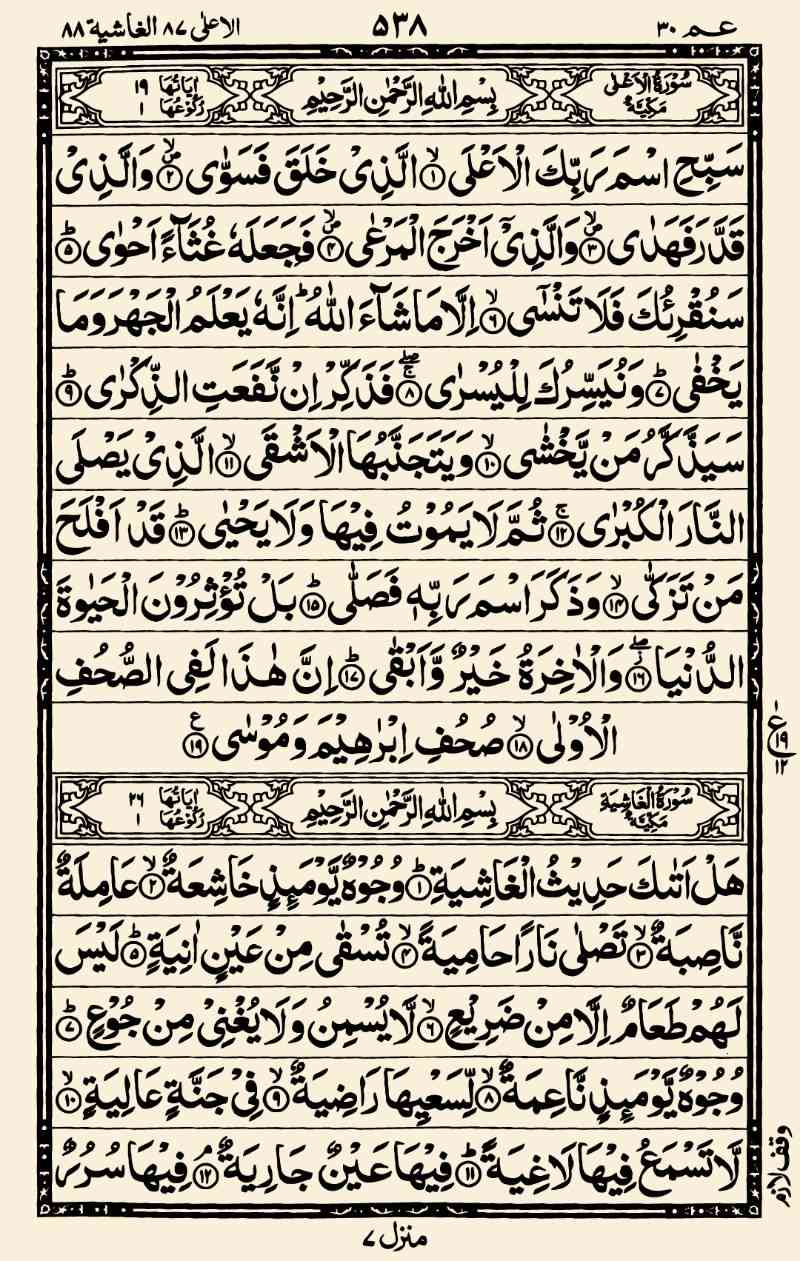 عـم ٣٠ ٥٣٨ الاعلٰى ٨٧ الغاشية ٨٨
سُوْرَةُ الْاَعْلٰى مَكِّيَّةٌ بِسْمِ اللّٰهِ الرَّحْمٰنِ الرَّحِيْمِ اٰيَاتُهَا ١٩ رُكُوْعُهَا ١
سَبِّحِ اسْمَ رَبِّكَ الْاَعْلَى ۙ﴿١﴾ الَّذِىْ خَلَقَ فَسَوّٰى ۙ﴿٢﴾ وَالَّذِىْ
قَدَّرَ فَهَدٰى ۙ﴿٣﴾ وَالَّذِىْۤ اَخْرَجَ الْمَرْعٰى ۙ﴿٤﴾ فَجَعَلَهٗ غُثَآءً اَحْوٰى ؕ﴿٥﴾
سَنُقْرِئُكَ فَلَا تَنْسٰٓى ۙ﴿٦﴾ اِلَّا مَا شَآءَ اللّٰهُ ؕ اِنَّهٗ يَعْلَمُ الْجَهْرَ وَمَا
يَخْفٰى ؕ﴿٧﴾ وَنُيَسِّرُكَ لِلْيُسْرٰى ۚۖ﴿٨﴾ فَذَكِّرْ اِنْ نَّفَعَتِ الذِّكْرٰى ؕ﴿٩﴾
سَيَذَّكَّرُ مَنْ يَّخْشٰى ۙ﴿١٠﴾ وَيَتَجَنَّبُهَا الْاَشْقَى ۙ﴿١١﴾ الَّذِىْ يَصْلَى
النَّارَ الْكُبْرٰى ۚ﴿١٢﴾ ثُمَّ لَا يَمُوْتُ فِيْهَا وَلَا يَحْيٰى ؕ﴿١٣﴾ قَدْ اَفْلَحَ
مَنْ تَزَكّٰى ۙ﴿١٤﴾ وَذَكَرَ اسْمَ رَبِّهٖ فَصَلّٰى ؕ﴿١٥﴾ بَلْ تُؤْثِرُوْنَ الْحَيٰوةَ
الدُّنْيَا ۖ﴿١٦﴾ وَالْاٰخِرَةُ خَيْرٌ وَّاَبْقٰى ؕ﴿١٧﴾ اِنَّ هٰذَا لَفِى الصُّحُفِ
الْاُوْلٰى ۙ﴿١٨﴾ صُحُفِ اِبْرٰهِيْمَ وَمُوْسٰى ﴿١٩﴾ ع
ع ١٩ ١٢
سُوْرَةُ الْغَاشِيَةِ مَكِّيَّةٌ بِسْمِ اللّٰهِ الرَّحْمٰنِ الرَّحِيْمِ اٰيَاتُهَا ٢٦ رُكُوْعُهَا ١
هَلْ اَتٰىكَ حَدِيْثُ الْغَاشِيَةِ ؕ﴿١﴾ وُجُوْهٌ يَّوْمَئِذٍ خَاشِعَةٌ ۙ﴿٢﴾ عَامِلَةٌ
نَّاصِبَةٌ ۙ﴿٣﴾ تَصْلٰى نَارًا حَامِيَةً ۙ﴿٤﴾ تُسْقٰى مِنْ عَيْنٍ اٰنِيَةٍ ؕ﴿٥﴾ لَيْسَ
لَهُمْ طَعَامٌ اِلَّا مِنْ ضَرِيْعٍ ۙ﴿٦﴾ لَّا يُسْمِنُ وَلَا يُغْنِىْ مِنْ جُوْعٍ ؕ﴿٧﴾
وُجُوْهٌ يَّوْمَئِذٍ نَّاعِمَةٌ ۙ﴿٨﴾ لِّسَعْيِهَا رَاضِيَةٌ ۙ﴿٩﴾ فِىْ جَنَّةٍ عَالِيَةٍ ۙ﴿١٠﴾
لَّا تَسْمَعُ فِيْهَا لَاغِيَةً ؕ﴿١١﴾ فِيْهَا عَيْنٌ جَارِيَةٌ ۘ﴿١٢﴾ فِيْهَا سُرُرٌ
وقف لازم
منزل ٧